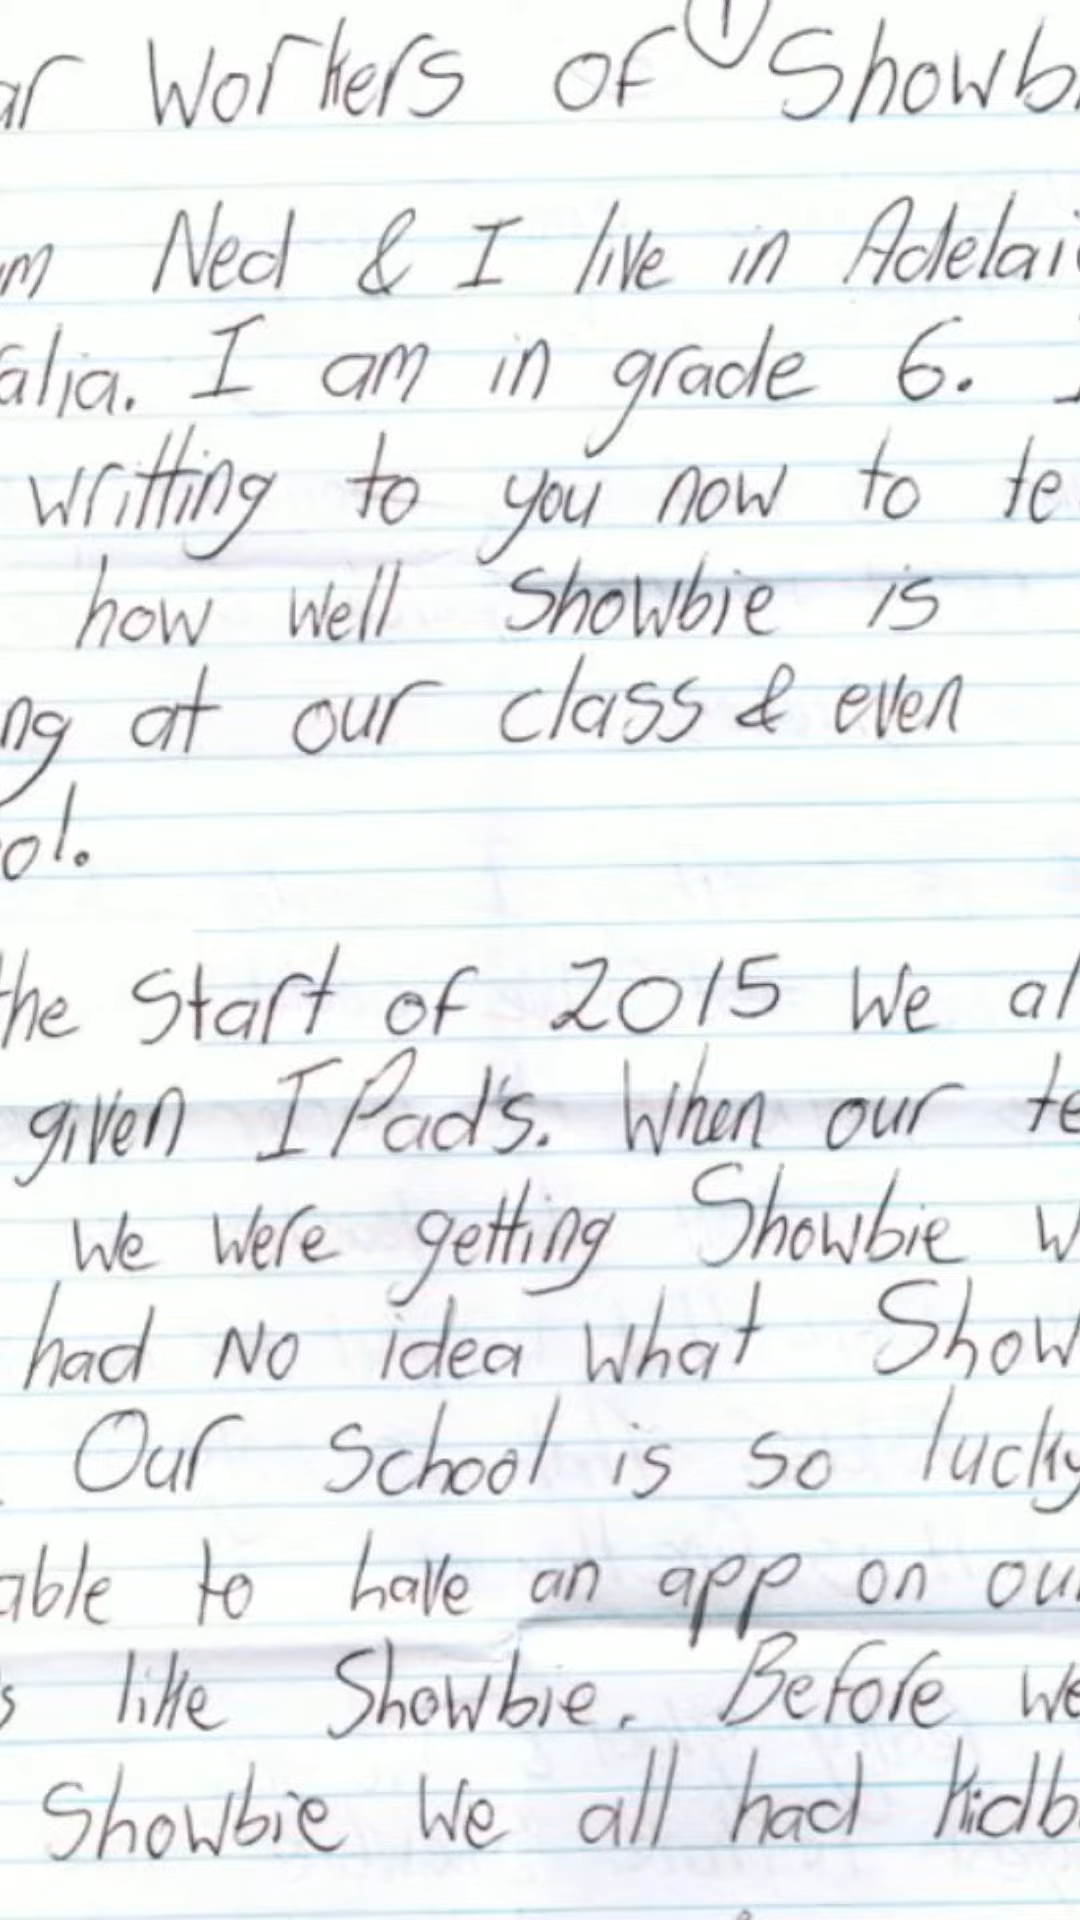 ①
ar Workers of Showbi
m Ned & I live in Adelai
alia. I am in grade 6. I
writting to you now to te
how well Showbie is
ng at our class & even
ol.
the Start of 2015 We al
given I Pad's. When our te
We Were getting Showbie w
had No idea What Show
Our School is so lucky
able to have an app on our
s like Showbie. Before we
Showbie We all had Kidb